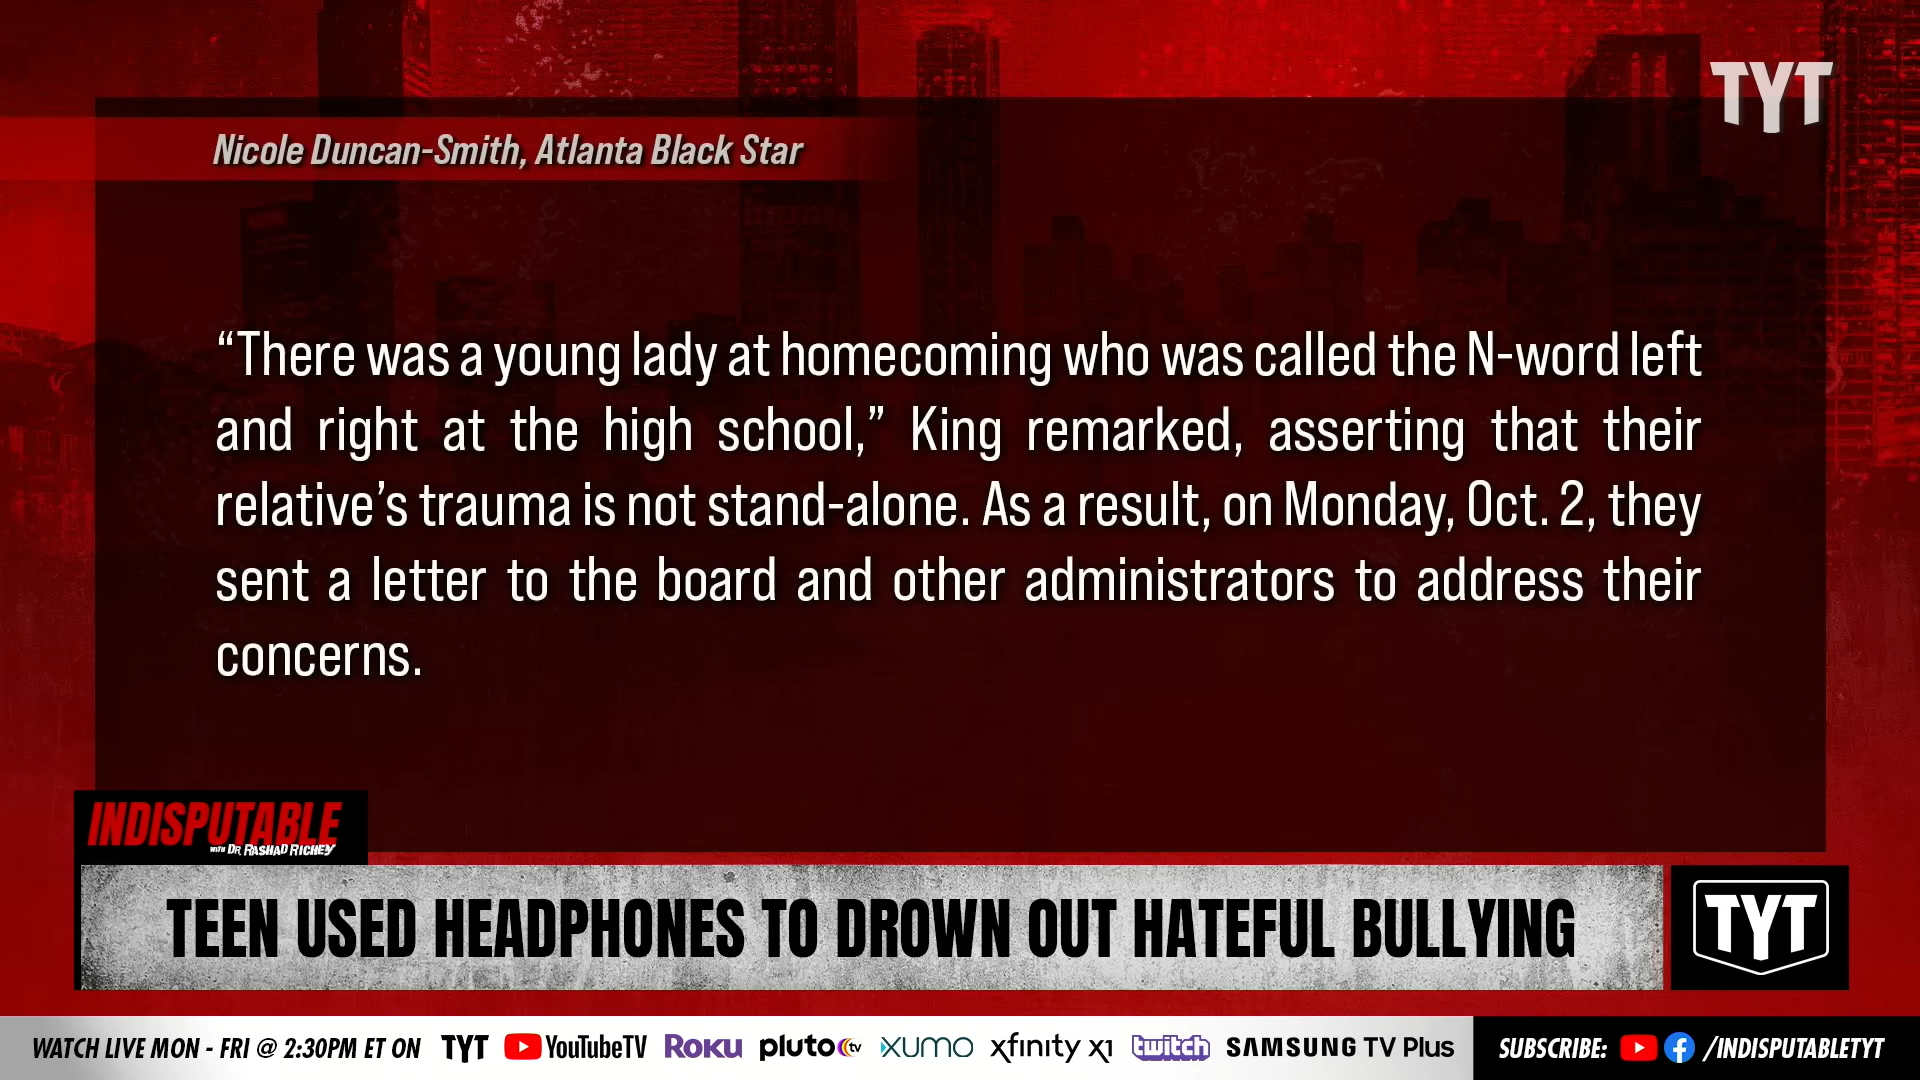 TYT
Nicole Duncan-Smith, Atlanta Black Star
“There was a young lady at homecoming who was called the N-word left
and right at the high school,” King remarked, asserting that their
relative’s trauma is not stand-alone. As a result, on Monday, Oct. 2, they
sent a letter to the board and other administrators to address their
concerns.
INDISPUTABLE
WITH DR RASHAD RICHEY
TEEN USED HEADPHONES TO DROWN OUT HATEFUL BULLYING
TYT
WATCH LIVE MON - FRI @ 2:30PM ET ON TYT YouTubeTV ROKU pluto tv XUMO xfinity x1 twitch SAMSUNG TV Plus SUBSCRIBE: /INDISPUTABLETYT